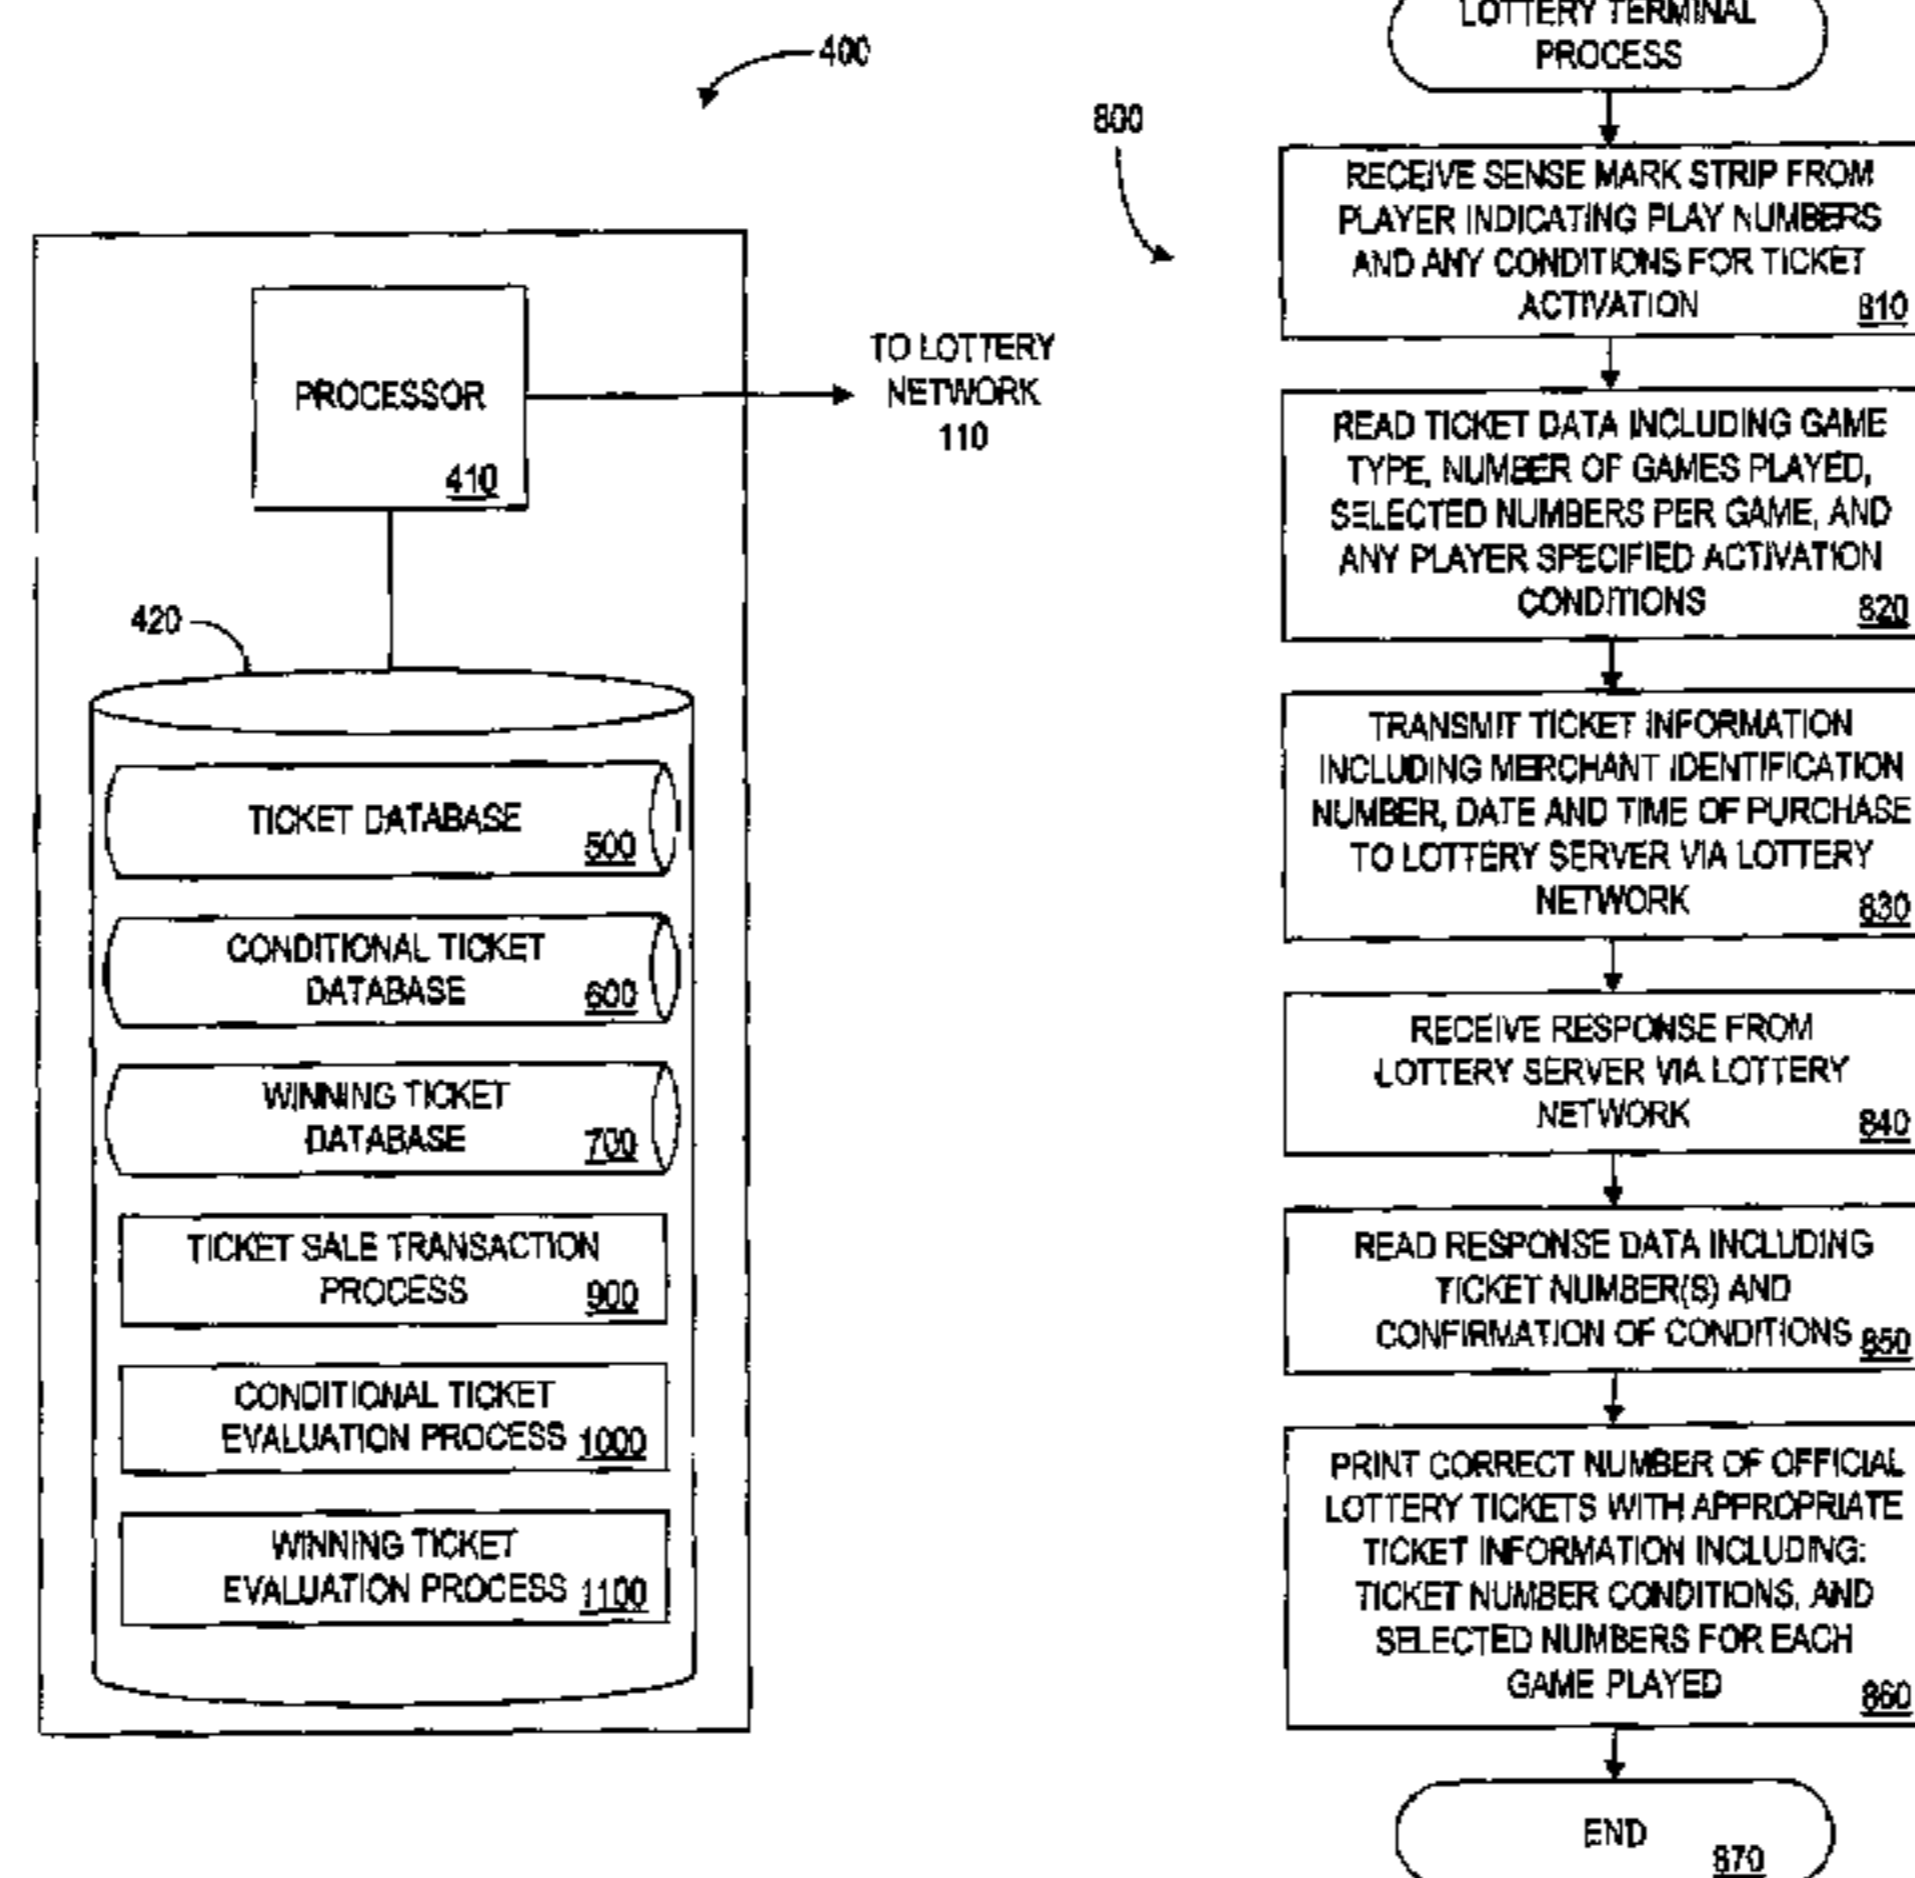 400
PROCESSOR
410
TO LOTTERY
NETWORK
110
420
TICKET DATABASE
500
CONDITIONAL TICKET
DATABASE 600
WINNING TICKET
DATABASE 700
TICKET SALE TRANSACTION
PROCESS 900
CONDITIONAL TICKET
EVALUATION PROCESS 1000
WINNING TICKET
EVALUATION PROCESS 1100
800
LOTTERY TERMINAL
PROCESS
RECEIVE SENSE MARK STRIP FROM
PLAYER INDICATING PLAY NUMBERS
AND ANY CONDITIONS FOR TICKET
ACTIVATION 810
READ TICKET DATA INCLUDING GAME
TYPE, NUMBER OF GAMES PLAYED,
SELECTED NUMBERS PER GAME, AND
ANY PLAYER SPECIFIED ACTIVATION
CONDITIONS 820
TRANSMIT TICKET INFORMATION
INCLUDING MERCHANT IDENTIFICATION
NUMBER, DATE AND TIME OF PURCHASE
TO LOTTERY SERVER VIA LOTTERY
NETWORK 830
RECEIVE RESPONSE FROM
LOTTERY SERVER VIA LOTTERY
NETWORK 840
READ RESPONSE DATA INCLUDING
TICKET NUMBER(S) AND
CONFIRMATION OF CONDITIONS 850
PRINT CORRECT NUMBER OF OFFICIAL
LOTTERY TICKETS WITH APPROPRIATE
TICKET INFORMATION INCLUDING:
TICKET NUMBER CONDITIONS, AND
SELECTED NUMBERS FOR EACH
GAME PLAYED 860
END 870